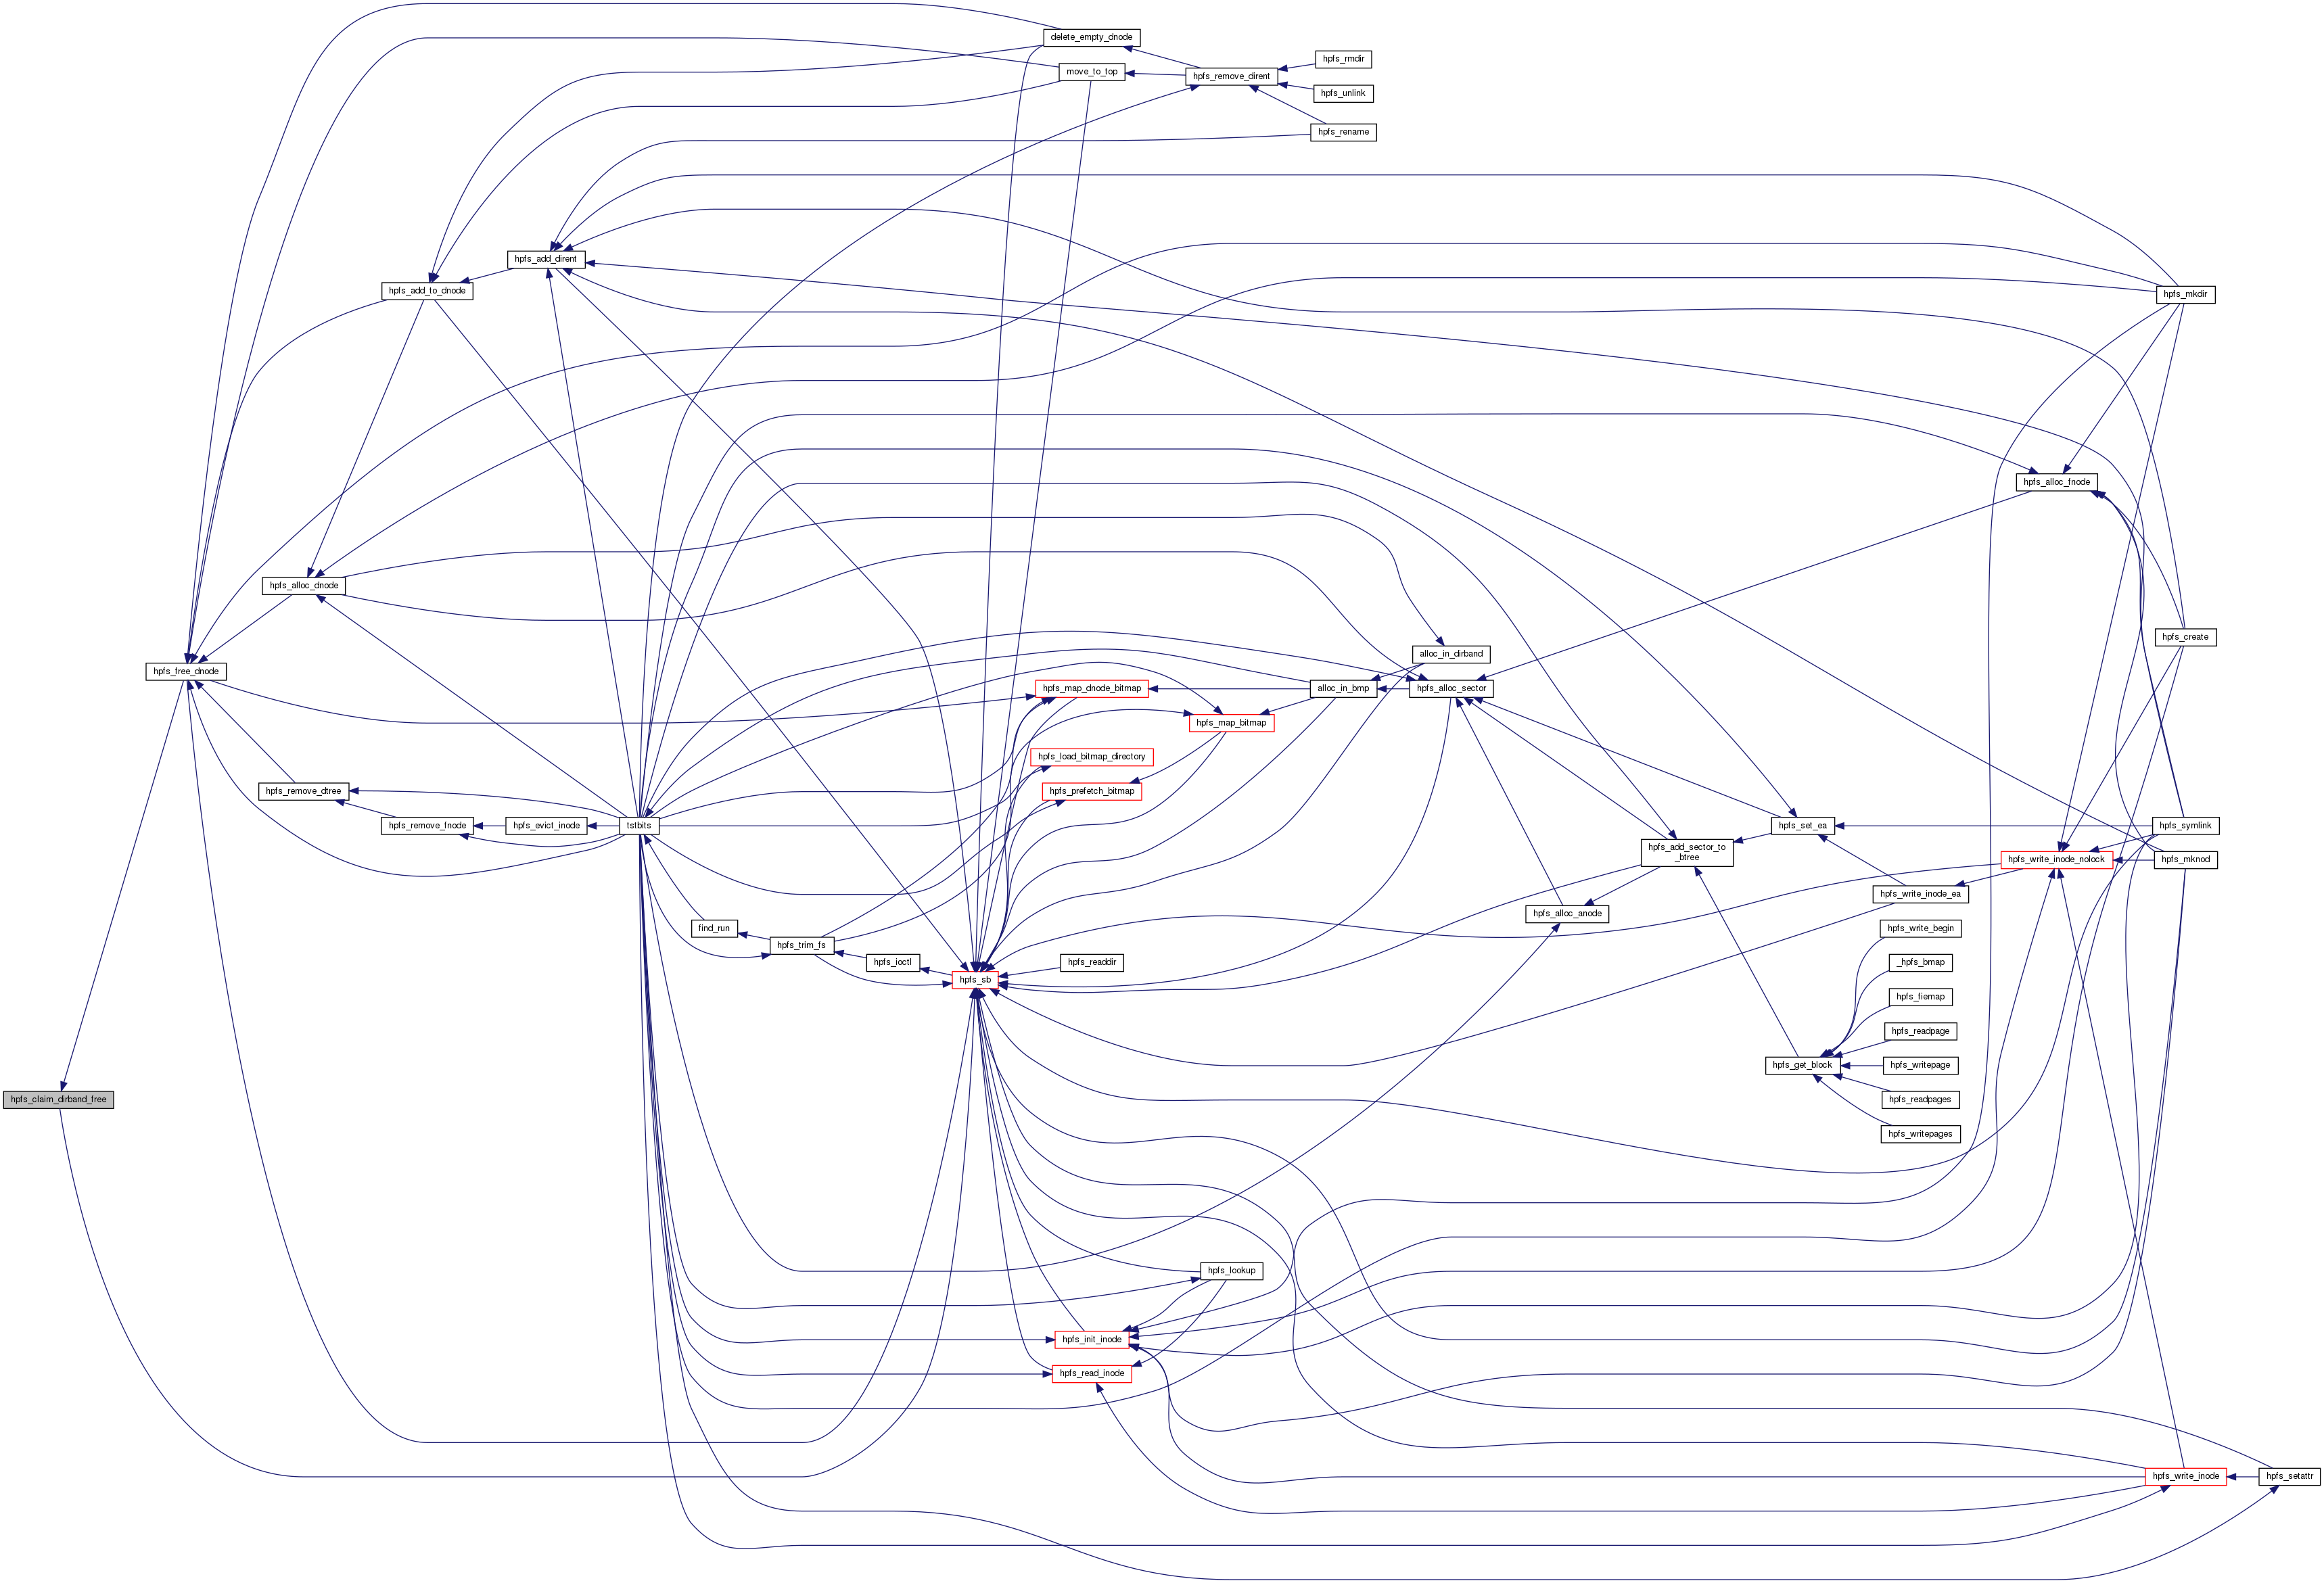 delete_empty_dnode
hpfs_rmdir
move_to_top
hpfs_remove_dirent
hpfs_unlink
hpfs_rename
hpfs_add_dirent
hpfs_add_to_dnode
hpfs_mkdir
hpfs_alloc_fnode
hpfs_alloc_dnode
hpfs_create
alloc_in_dirband
hpfs_free_dnode
hpfs_map_dnode_bitmap
alloc_in_bmp
hpfs_alloc_sector
hpfs_map_bitmap
hpfs_load_bitmap_directory
hpfs_remove_dtree
hpfs_prefetch_bitmap
hpfs_remove_fnode
hpfs_evict_inode
tstbits
hpfs_set_ea
hpfs_symlink
hpfs_add_sector_to
_btree
hpfs_write_inode_nolock
hpfs_mknod
hpfs_write_inode_ea
hpfs_alloc_anode
find_run
hpfs_write_begin
hpfs_trim_fs
hpfs_ioctl
hpfs_readdir
_hpfs_bmap
hpfs_sb
hpfs_fiemap
hpfs_readpage
hpfs_get_block
hpfs_writepage
hpfs_claim_dirband_free
hpfs_readpages
hpfs_writepages
hpfs_lookup
hpfs_init_inode
hpfs_read_inode
hpfs_write_inode
hpfs_setattr